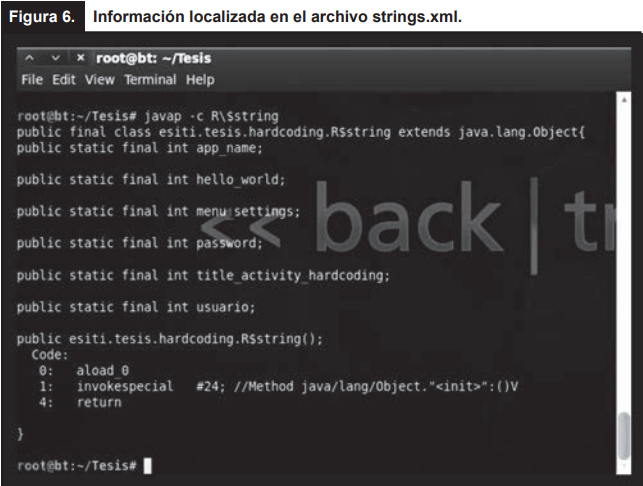 Figura 6. Información localizada en el archivo strings.xml.
root@bt: ~/Tesis
File Edit View Terminal Help
root@bt:~/Tesis# javap -c R\$string
public final class esiti.tesis.hardcoding.R$string extends java.lang.Object{
public static final int app_name;
public static final int hello_world;
public static final int menu_settings;
public static final int password;
public static final int title_activity_hardcoding;
public static final int usuario;
public esiti.tesis.hardcoding.R$string();
Code:
0: aload_0
1: invokespecial #24; //Method java/lang/Object."<init>":()V
4: return
}
root@bt:~/Tesis#
<< back | tr